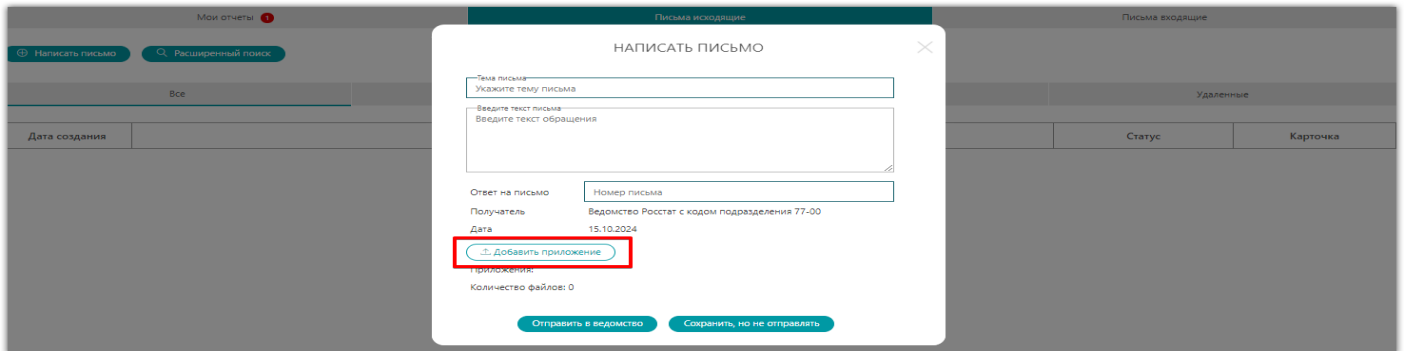 Мои отчеты 1
Письма исходящие
Письма входящие
Написать письмо
Расширенный поиск
НАПИСАТЬ ПИСЬМО
Тема письма
Укажите тему письма
Все
Удаленные
Введите текст письма
Введите текст обращения
Дата создания
Статус
Карточка
Ответ на письмо
Номер письма
Получатель
Ведомство Росстат с кодом подразделения 77-00
Дата
15.10.2024
Добавить приложение
Приложения:
Количество файлов: 0
Отправить в ведомство
Сохранить, но не отправлять